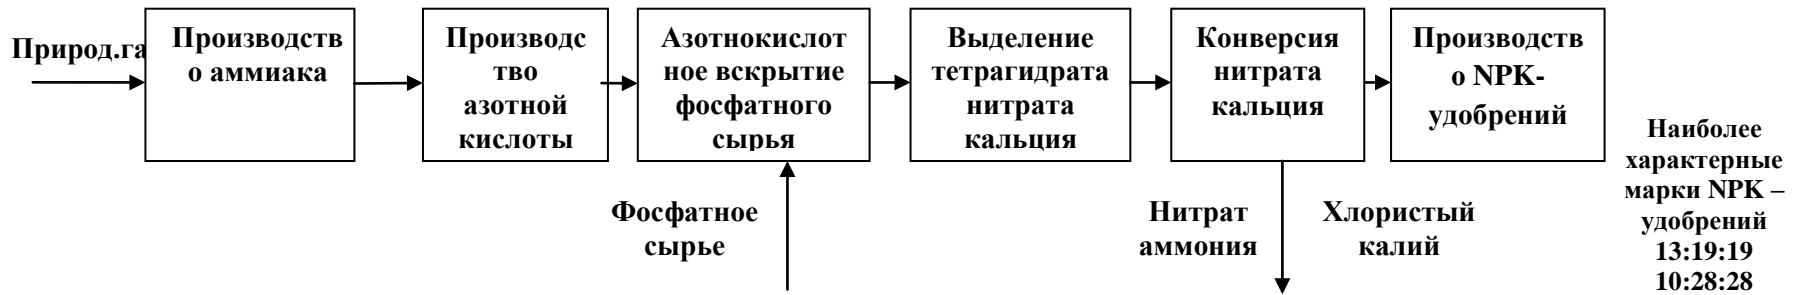 Природ.га
Производств
о аммиака
Производс
тво
азотной
кислоты
Азотнокислот
ное вскрытие
фосфатного
сырья
Выделение
тетрагидрата
нитрата
кальция
Конверсия
нитрата
кальция
Производств
о NPK-
удобрений
Фосфатное
сырье
Нитрат
аммония
Хлористый
калий
Наиболее
характерные
марки NPK –
удобрений
13:19:19
10:28:28